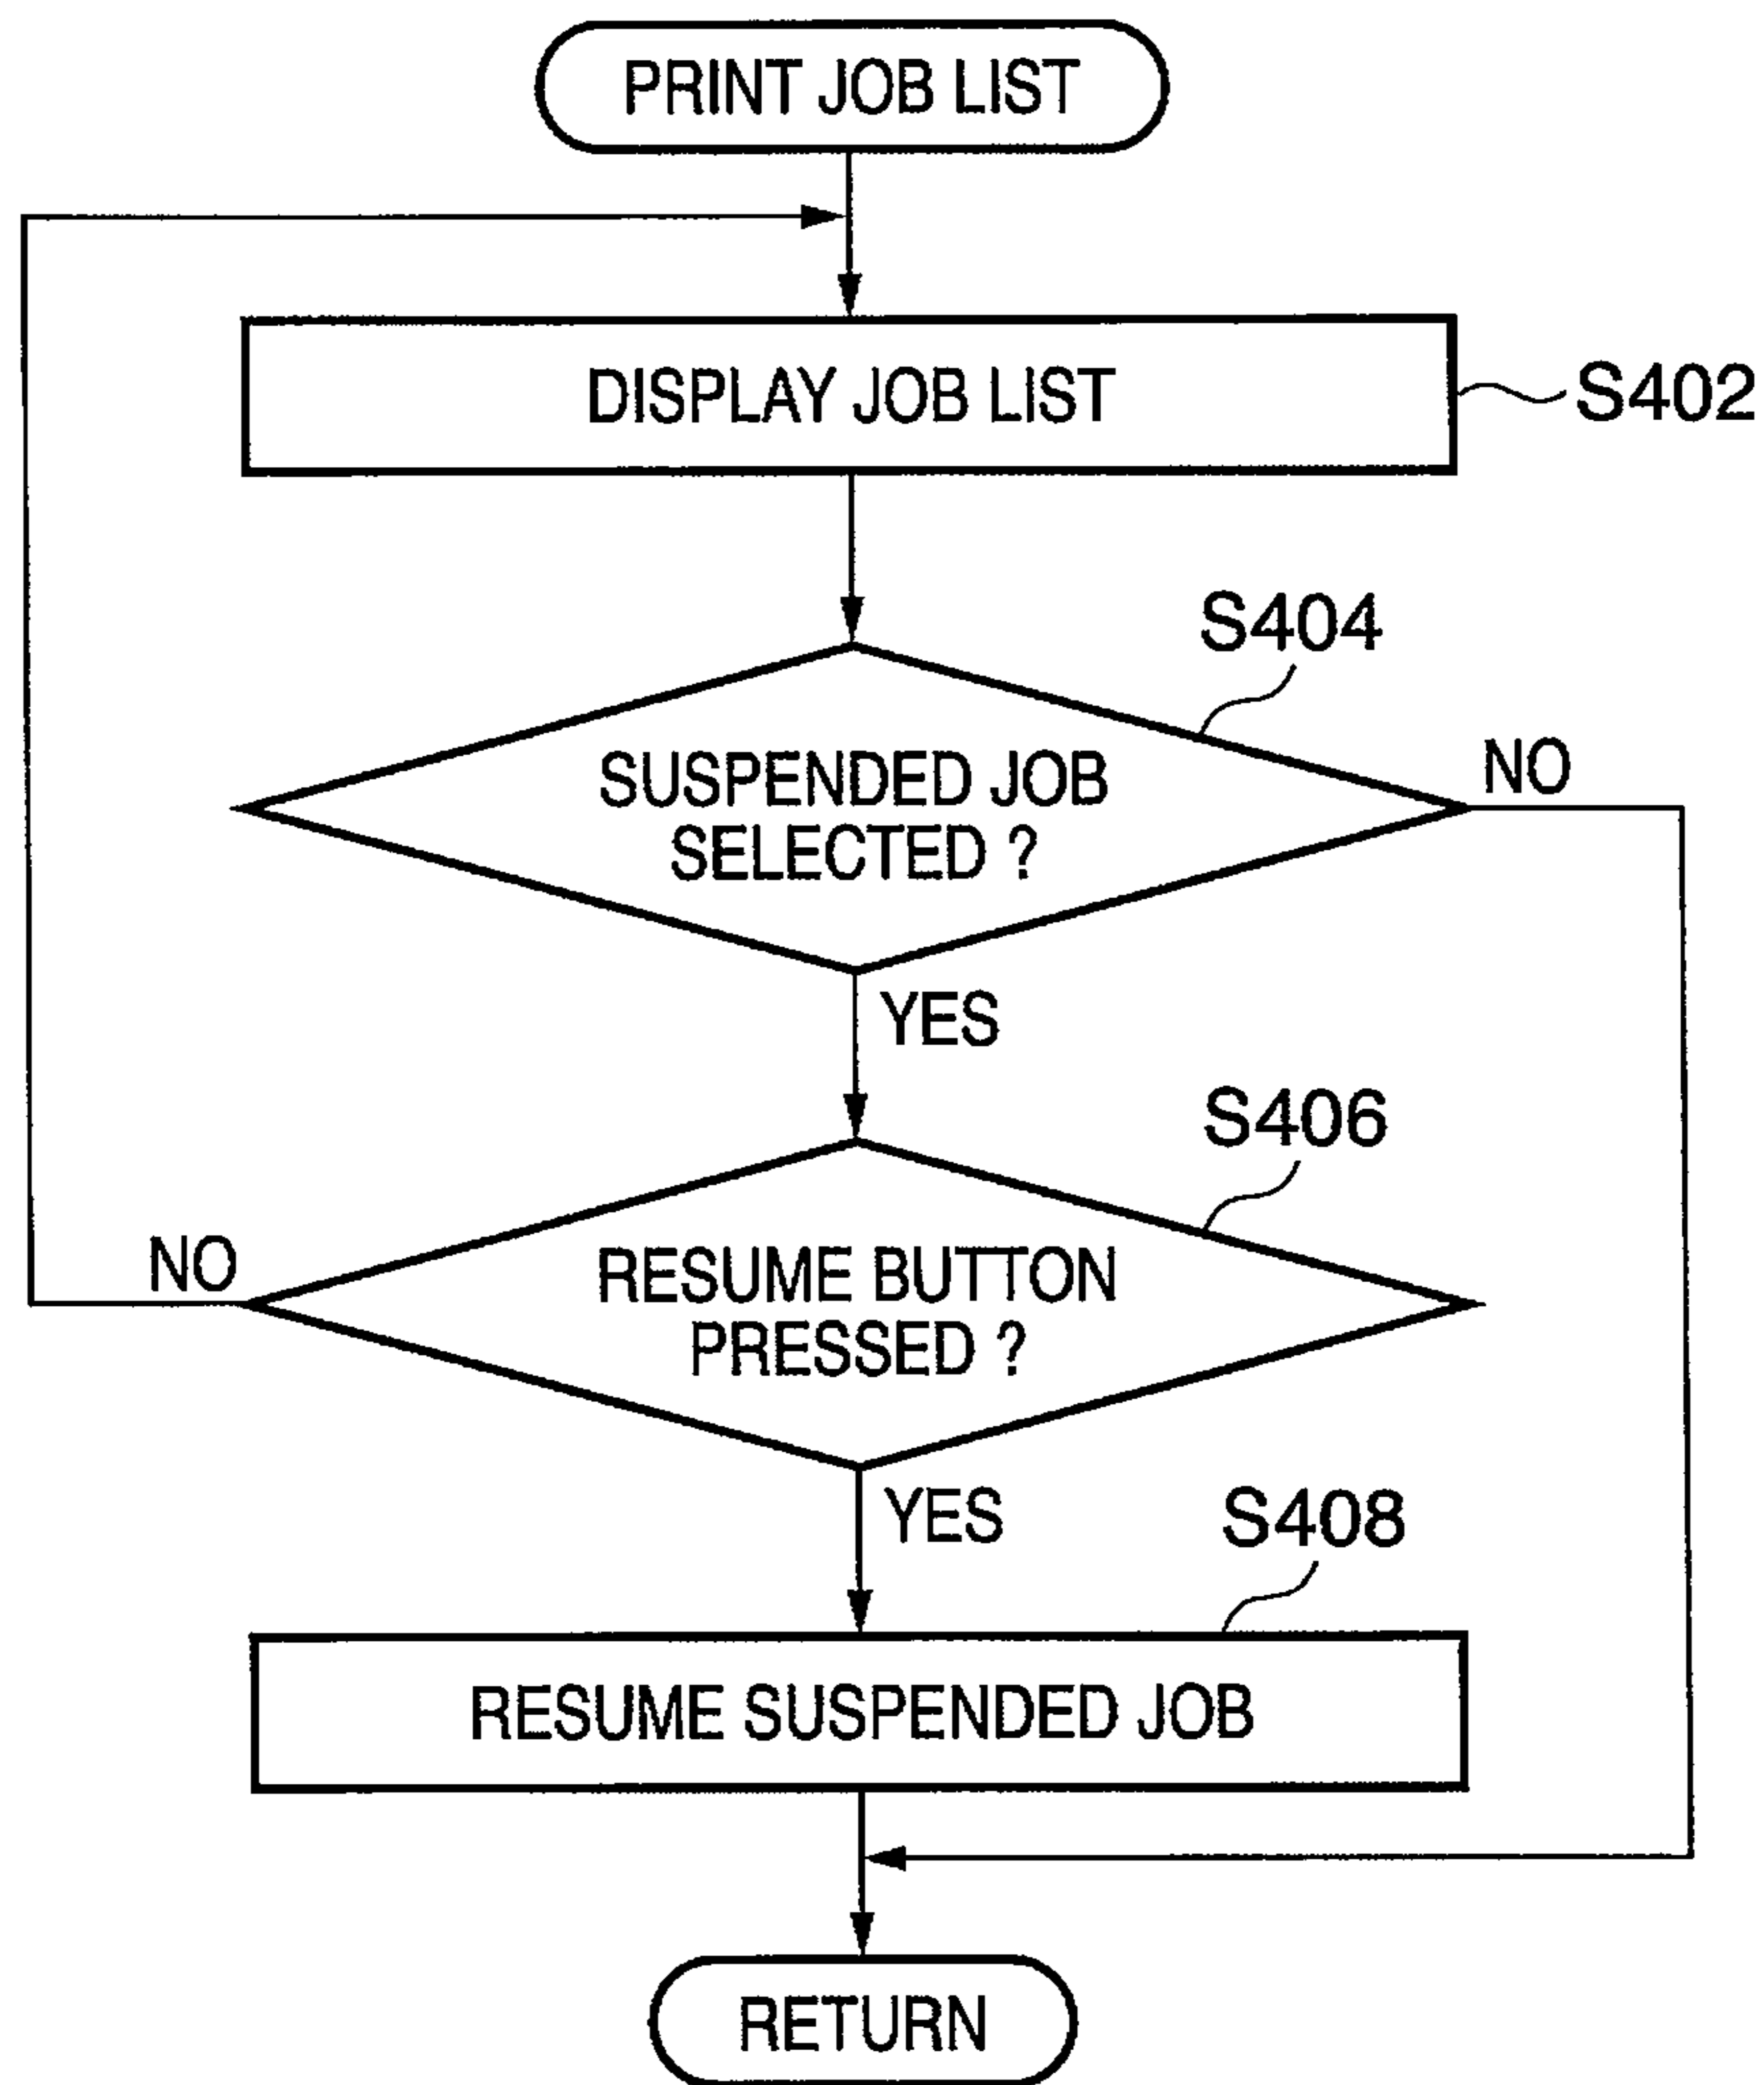 PRINT JOB LIST
DISPLAY JOB LIST
S402
S404
SUSPENDED JOB
SELECTED ?
NO
YES
S406
RESUME BUTTON
PRESSED ?
NO
YES
S408
RESUME SUSPENDED JOB
RETURN